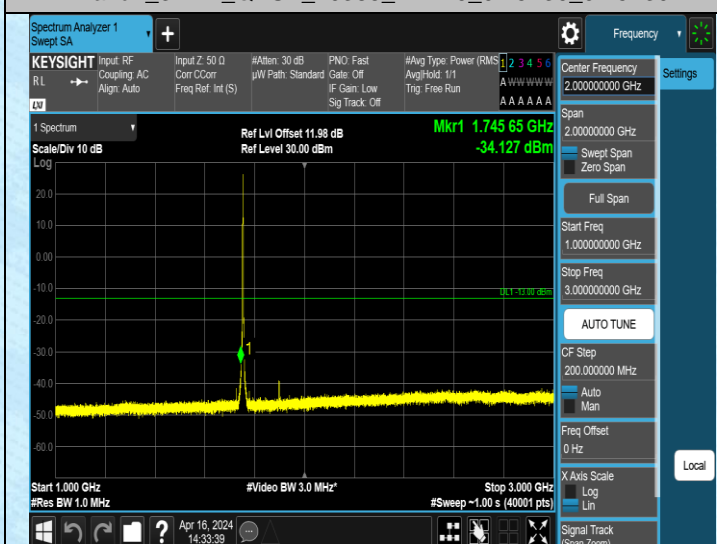 Spectrum Analyzer 1
Swept SA
Frequency
KEYSIGHT
RL
LXI
Input: RF
Coupling: AC
Align: Auto
Input Z: 50 Ω
Corr CCorr
Freq Ref: Int (S)
#Atten: 30 dB
µW Path: Standard
PNO: Fast
Gate: Off
IF Gain: Low
Sig Track: Off
#Avg Type: Power (RMS
Avg|Hold: 1/1
Trig: Free Run
1 2 3 4 5 6
A W W W W W
A A A A A A
1 Spectrum
Scale/Div 10 dB
Ref Lvl Offset 11.98 dB
Ref Level 30.00 dBm
Mkr1 1.745 65 GHz
-34.127 dBm
Log
20.0
10.0
0.00
-10.0
DL1 -13.00 dBm
-20.0
-30.0
1
-40.0
-50.0
-60.0
Start 1.000 GHz
#Res BW 1.0 MHz
#Video BW 3.0 MHz*
Stop 3.000 GHz
#Sweep ~1.00 s (40001 pts)
Apr 16, 2024
14:33:39
?
Center Frequency
2.000000000 GHz
Settings
Span
2.00000000 GHz
Swept Span
Zero Span
Full Span
Start Freq
1.000000000 GHz
Stop Freq
3.000000000 GHz
AUTO TUNE
CF Step
200.000000 MHz
Auto
Man
Freq Offset
0 Hz
X Axis Scale
Log
Lin
Local
Signal Track
(Span Zoom)